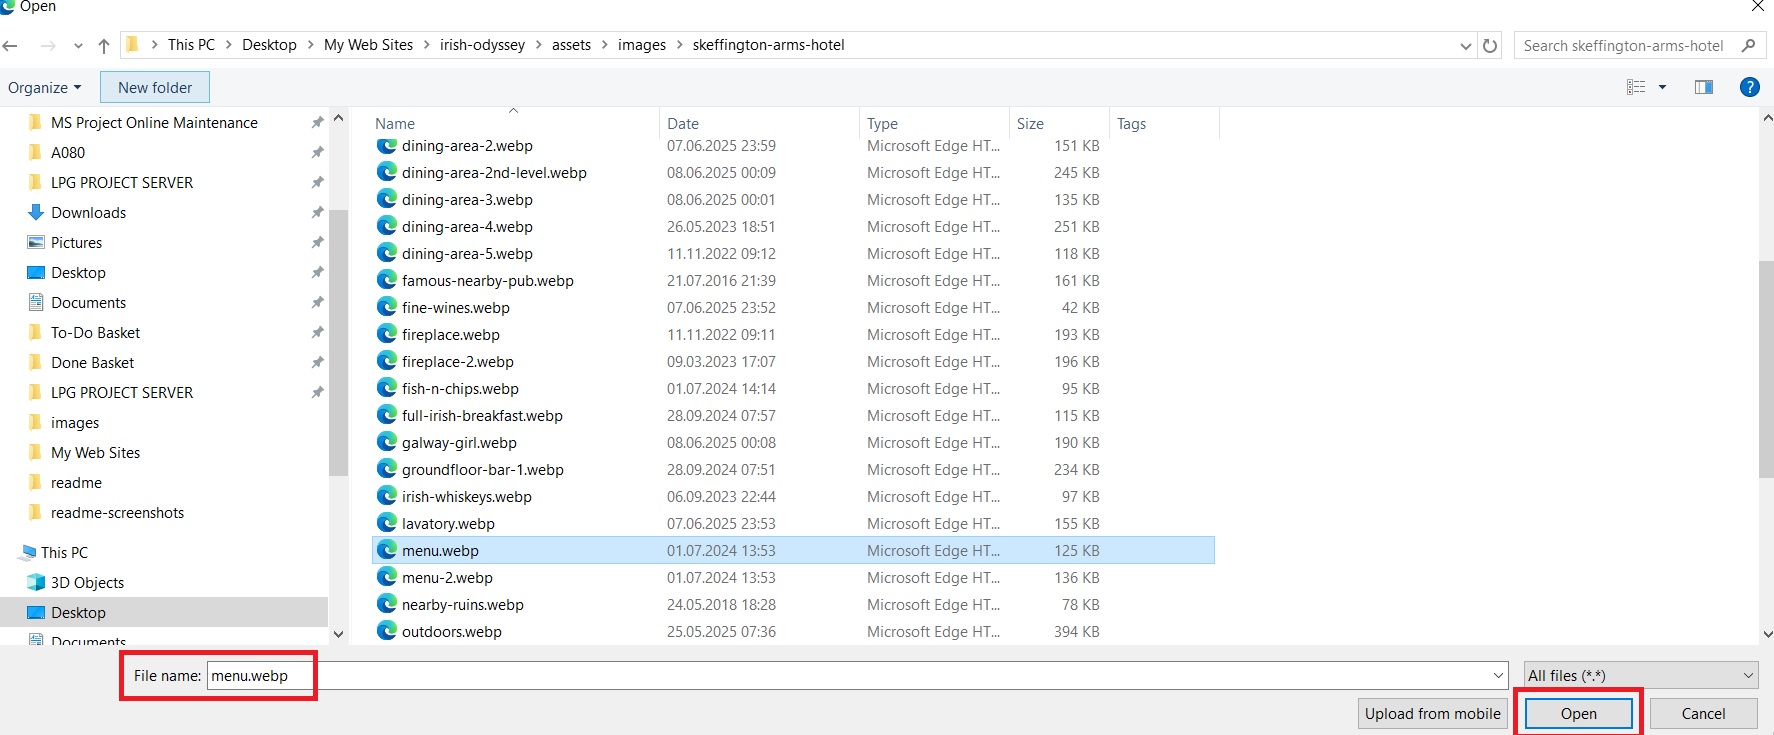 Open
This PC > Desktop > My Web Sites > irish-odyssey > assets > images > skeffington-arms-hotel
Search skeffington-arms-hotel
Organize New folder
?
MS Project Online Maintenance
A080
LPG PROJECT SERVER
Downloads
Pictures
Desktop
Documents
To-Do Basket
Done Basket
LPG PROJECT SERVER
images
My Web Sites
readme
readme-screenshots
This PC
3D Objects
Desktop
Documents
Name Date Type Size Tags
dining-area-2.webp 07.06.2025 23:59 Microsoft Edge HT... 151 KB
dining-area-2nd-level.webp 08.06.2025 00:09 Microsoft Edge HT... 245 KB
dining-area-3.webp 08.06.2025 00:01 Microsoft Edge HT... 135 KB
dining-area-4.webp 26.05.2023 18:51 Microsoft Edge HT... 251 KB
dining-area-5.webp 11.11.2022 09:12 Microsoft Edge HT... 118 KB
famous-nearby-pub.webp 21.07.2016 21:39 Microsoft Edge HT... 161 KB
fine-wines.webp 07.06.2025 23:52 Microsoft Edge HT... 42 KB
fireplace.webp 11.11.2022 09:11 Microsoft Edge HT... 193 KB
fireplace-2.webp 09.03.2023 17:07 Microsoft Edge HT... 196 KB
fish-n-chips.webp 01.07.2024 14:14 Microsoft Edge HT... 95 KB
full-irish-breakfast.webp 28.09.2024 07:57 Microsoft Edge HT... 115 KB
galway-girl.webp 08.06.2025 00:08 Microsoft Edge HT... 190 KB
groundfloor-bar-1.webp 28.09.2024 07:51 Microsoft Edge HT... 234 KB
irish-whiskeys.webp 06.09.2023 22:44 Microsoft Edge HT... 97 KB
lavatory.webp 07.06.2025 23:53 Microsoft Edge HT... 155 KB
menu.webp 01.07.2024 13:53 Microsoft Edge HT... 125 KB
menu-2.webp 01.07.2024 13:53 Microsoft Edge HT... 136 KB
nearby-ruins.webp 24.05.2018 18:28 Microsoft Edge HT... 78 KB
outdoors.webp 25.05.2025 07:36 Microsoft Edge HT... 394 KB
File name: menu.webp
All files (*.*)
Upload from mobile Open Cancel